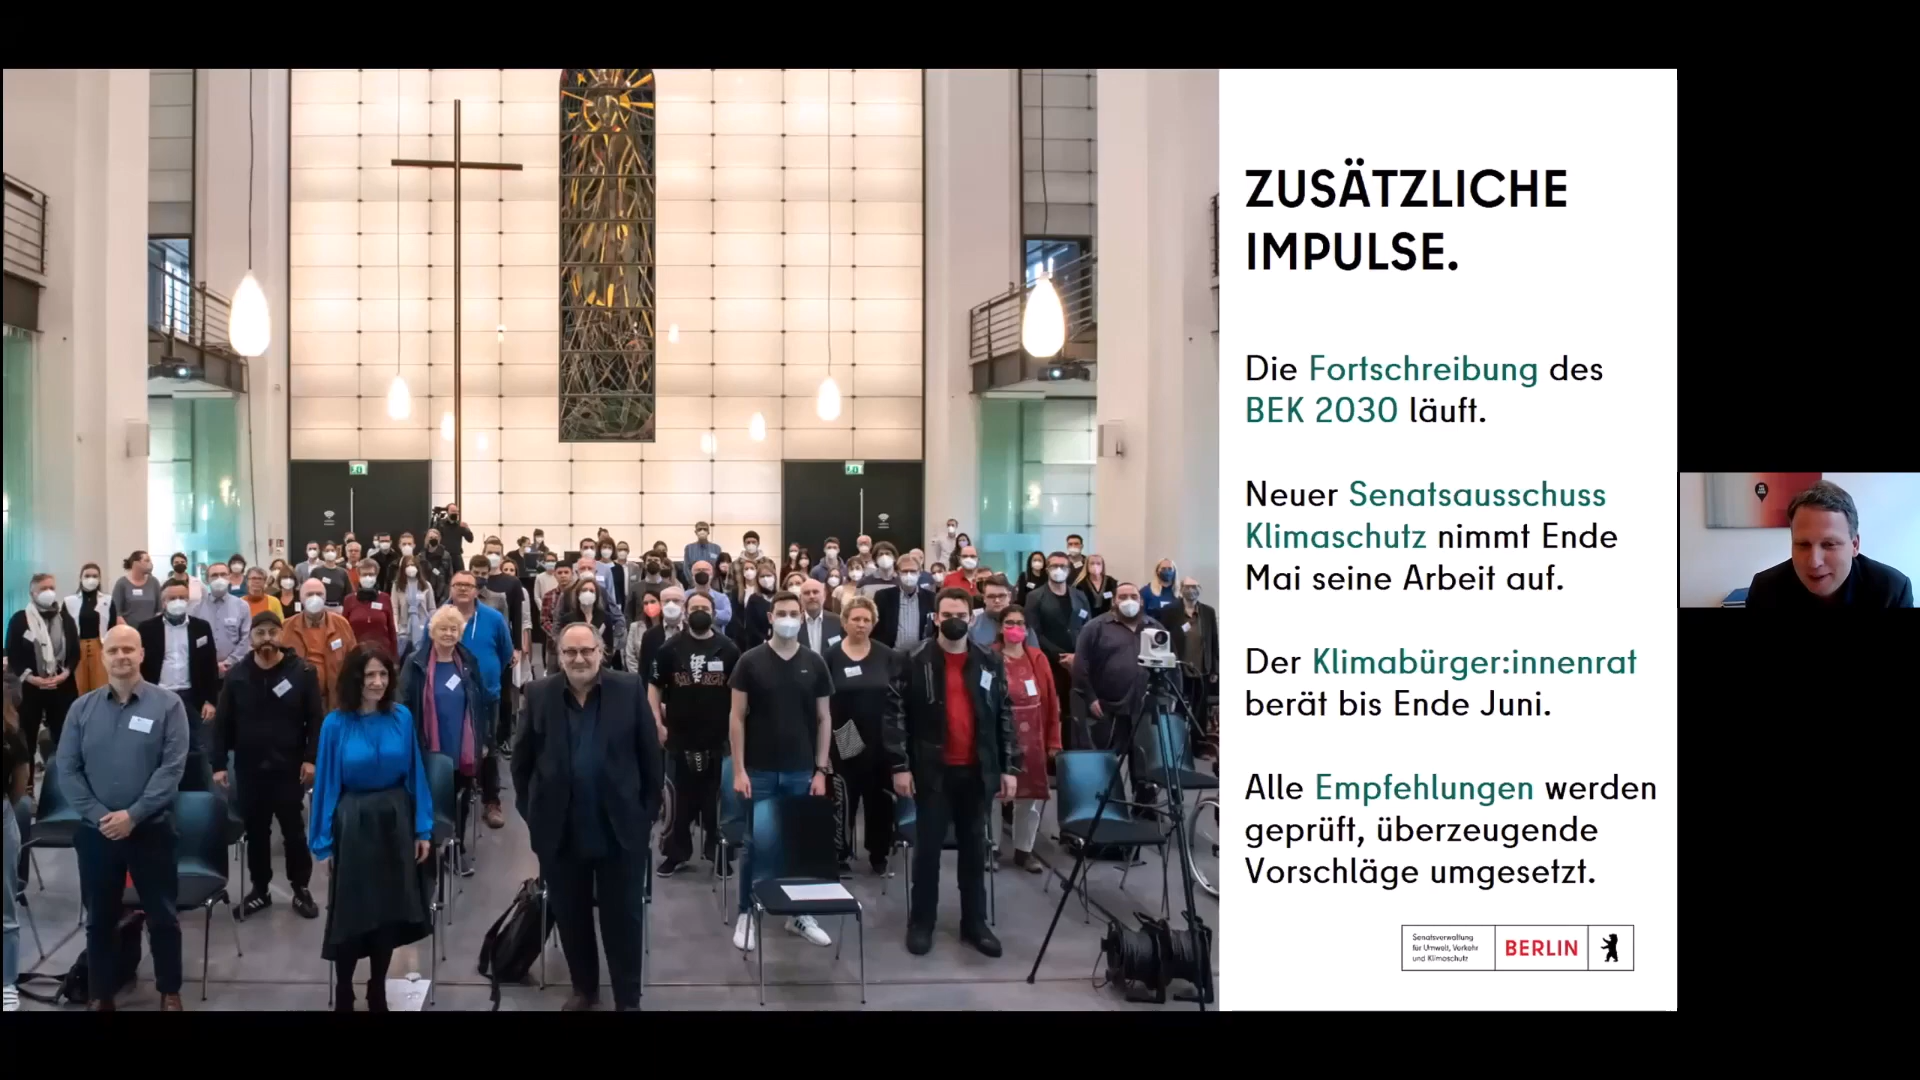 ZUSÄTZLICHE
IMPULSE.
Die Fortschreibung des
BEK 2030 läuft.
Neuer Senatsausschuss
Klimaschutz nimmt Ende
Mai seine Arbeit auf.
Der Klimabürger:innenrat
berät bis Ende Juni.
Alle Empfehlungen werden
geprüft, überzeugende
Vorschläge umgesetzt.
Senatsverwaltung
für Umwelt, Verkehr
und Klimaschutz
BERLIN